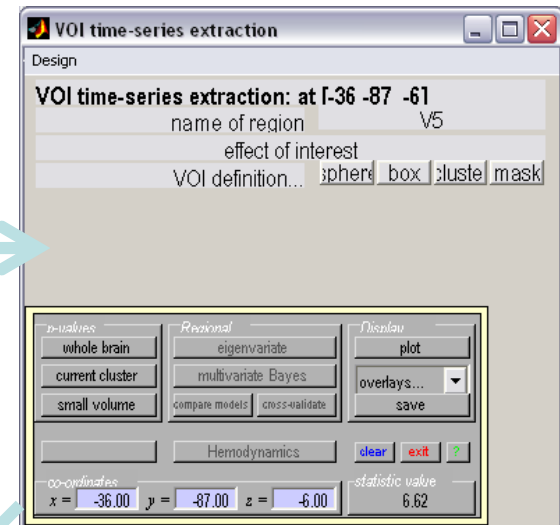 VOI time-series extraction
Design
VOI time-series extraction: at [-36 -87 -6]
name of region V5
effect of interest
VOI definition... sphere box cluste mask
p-values Regional Display
whole brain eigenvariate plot
current cluster multivariate Bayes overlays...
small volume compare models cross-validate save
Hemodynamics clear exit ?
co-ordinates statistic value
x = -36.00 y = -87.00 z = -6.00 6.62